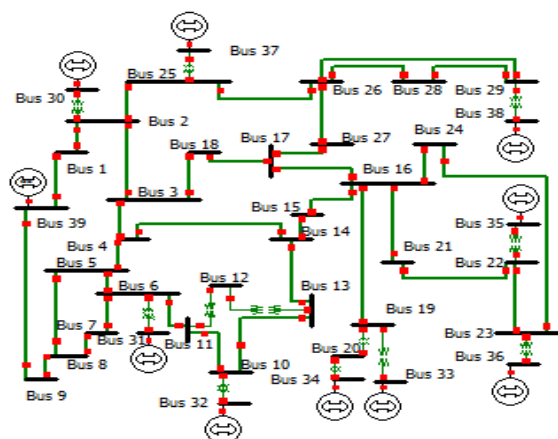 Bus 37
Bus 25
Bus 30
Bus 26
Bus 28
Bus 29
Bus 2
Bus 38
Bus 18
Bus 17
Bus 27
Bus 24
Bus 1
Bus 16
Bus 3
Bus 39
Bus 15
Bus 14
Bus 35
Bus 4
Bus 21
Bus 22
Bus 5
Bus 6
Bus 12
Bus 13
Bus 19
Bus 7
Bus 31
Bus 11
Bus 23
Bus 8
Bus 10
Bus 20
Bus 36
Bus 9
Bus 34
Bus 33
Bus 32